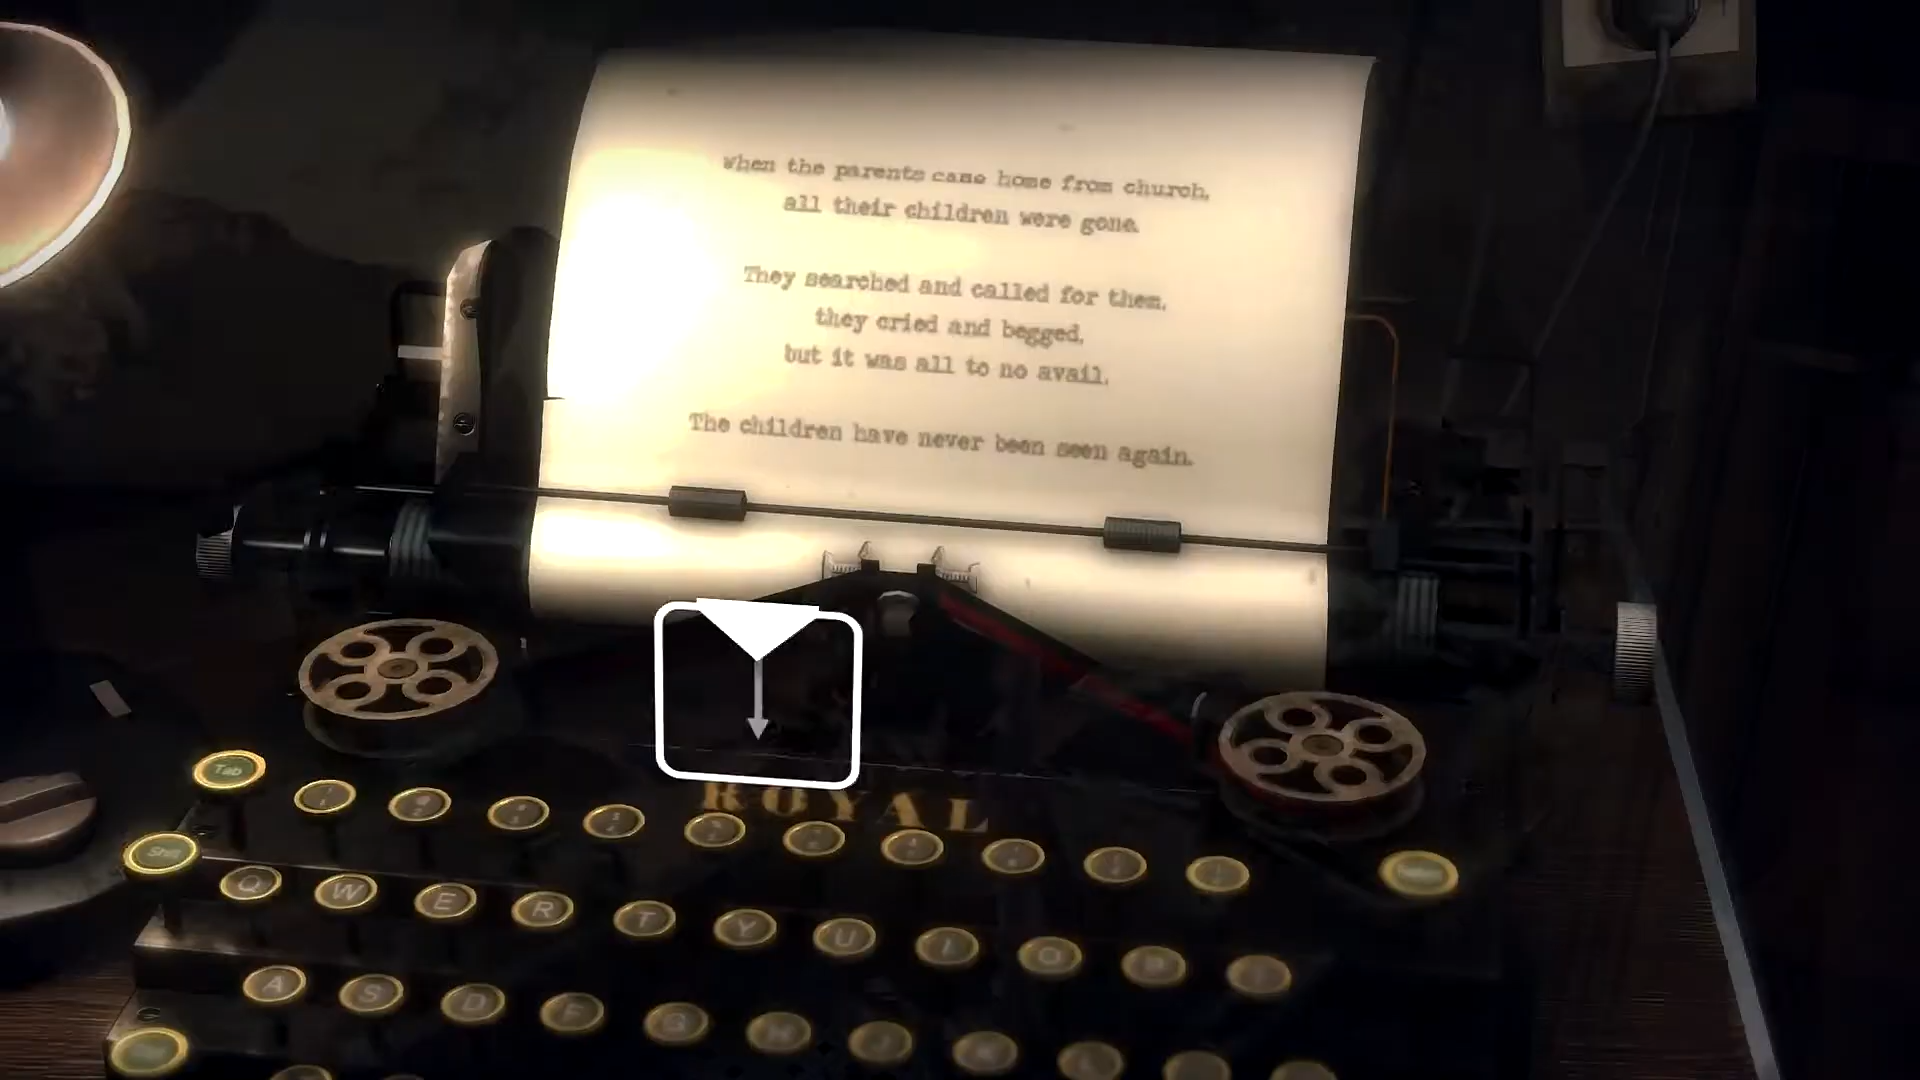 When the parents came home from church,
all their children were gone.
They searched and called for them,
they cried and begged,
but it was all to no avail.
The children have never been seen again.
ROYAL
Tab
Shift
Q W E R T Y U I O P
A S D F G H J K L